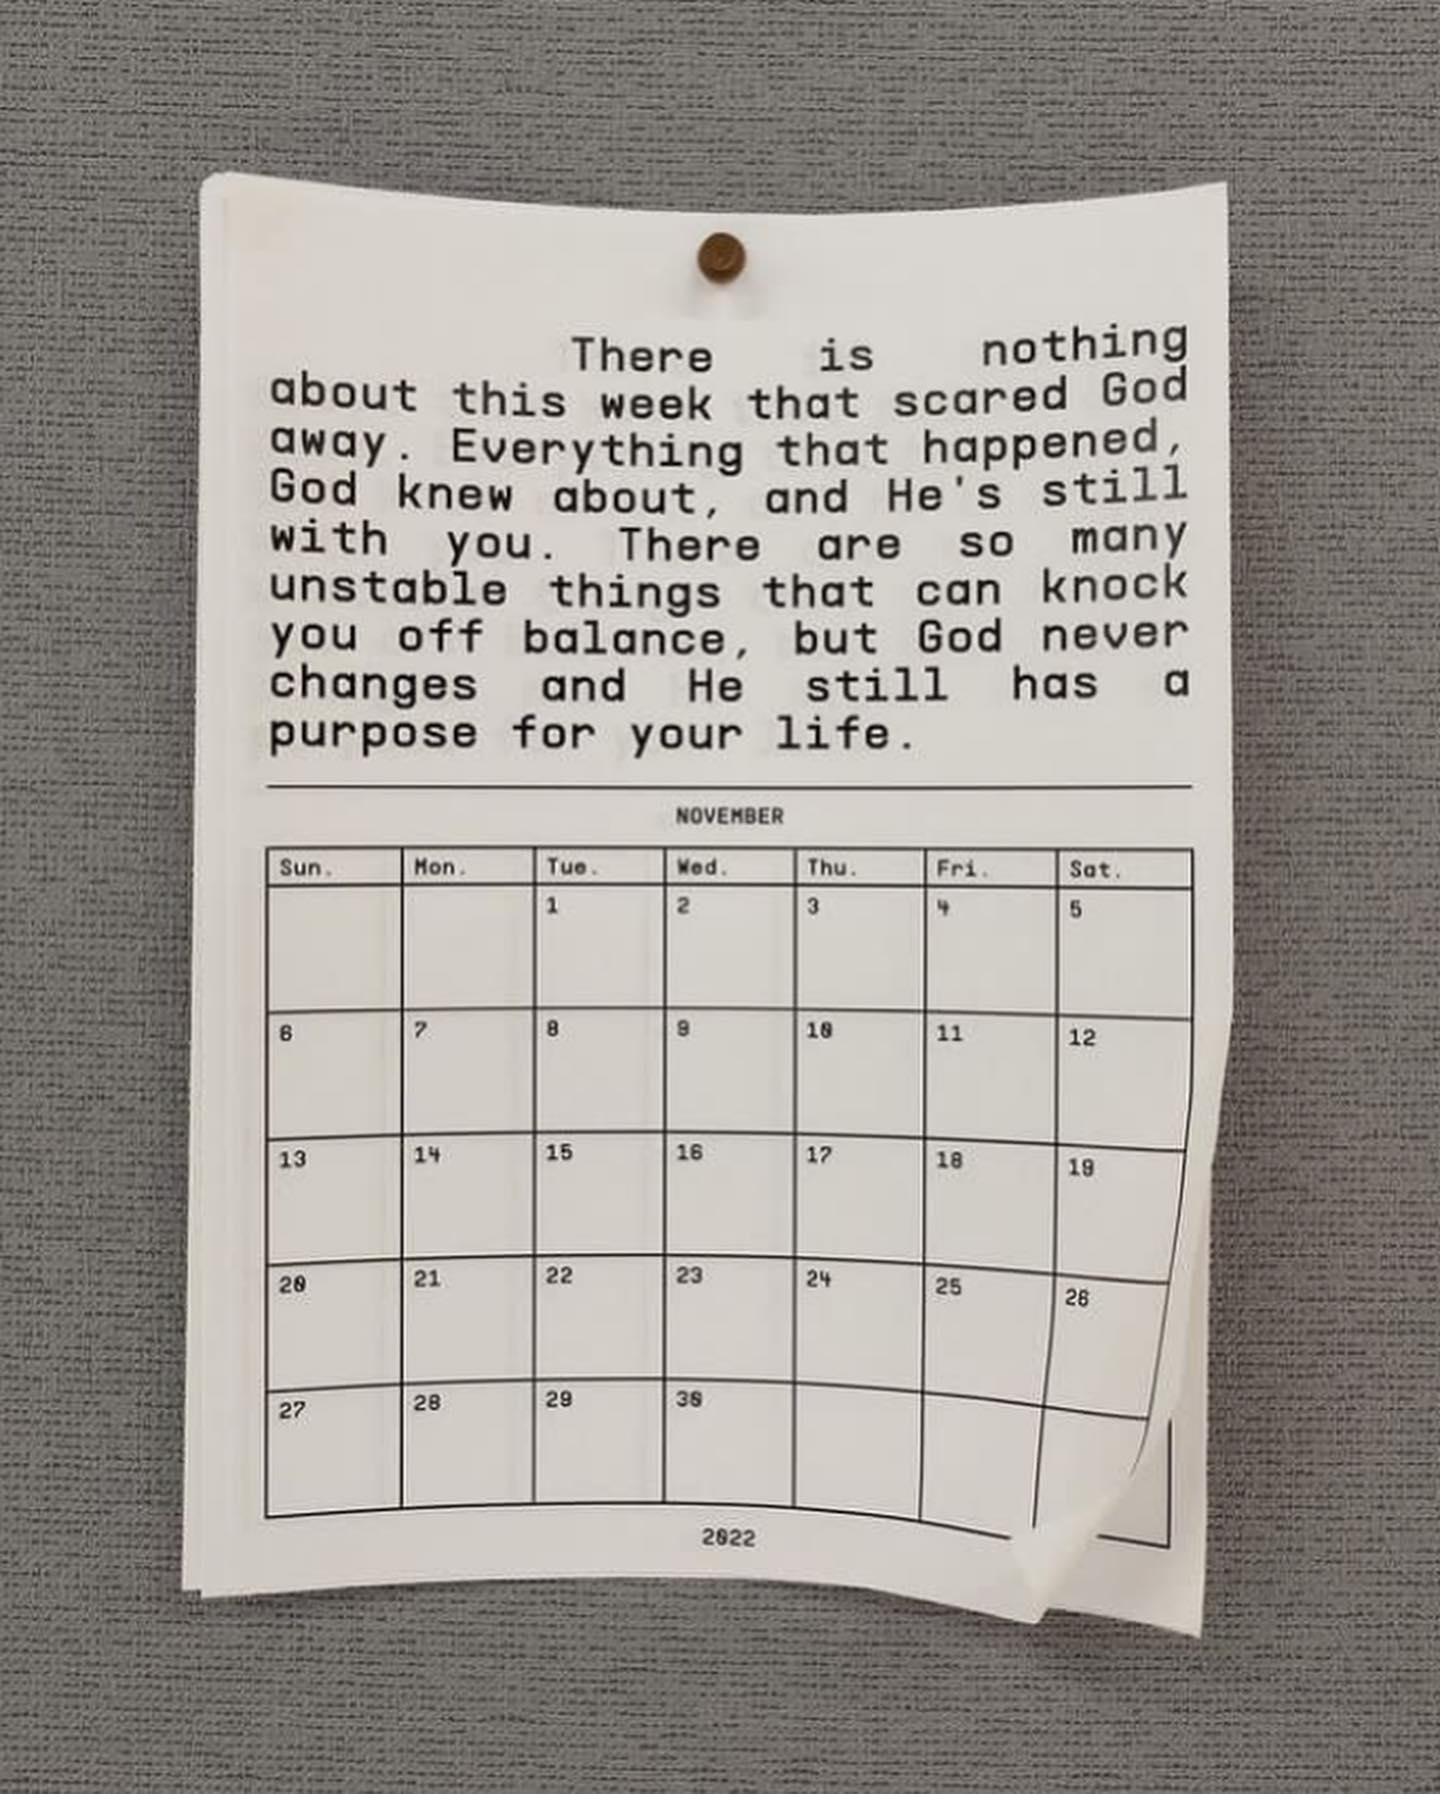 There is nothing
about this week that scared God
away. Everything that happened,
God knew about, and He's still
with you. There are so many
unstable things that can knock
you off balance, but God never
changes and He still has a
purpose for your life.
NOVEMBER
Sun. Mon. Tue. Wed. Thu. Fri. Sat.
1 2 3 4 5
6 7 8 9 10 11 12
13 14 15 16 17 18 19
20 21 22 23 24 25 26
27 28 29 30
2022